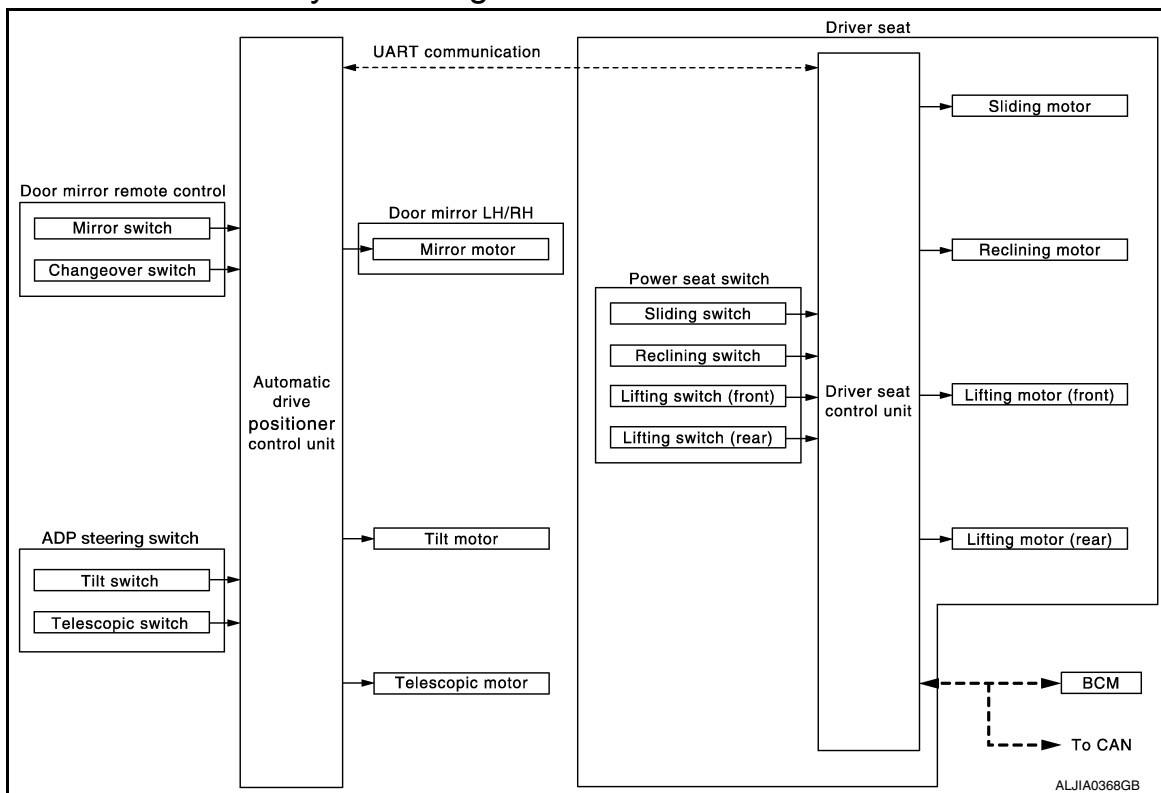 Driver seat
UART communication
Sliding motor
Door mirror remote control
Mirror switch
Changeover switch
Door mirror LH/RH
Mirror motor
Reclining motor
Power seat switch
Sliding switch
Reclining switch
Lifting switch (front)
Lifting switch (rear)
Automatic
drive
positioner
control unit
Driver seat
control unit
Lifting motor (front)
ADP steering switch
Tilt switch
Telescopic switch
Tilt motor
Lifting motor (rear)
Telescopic motor
BCM
To CAN
ALJIA0368GB